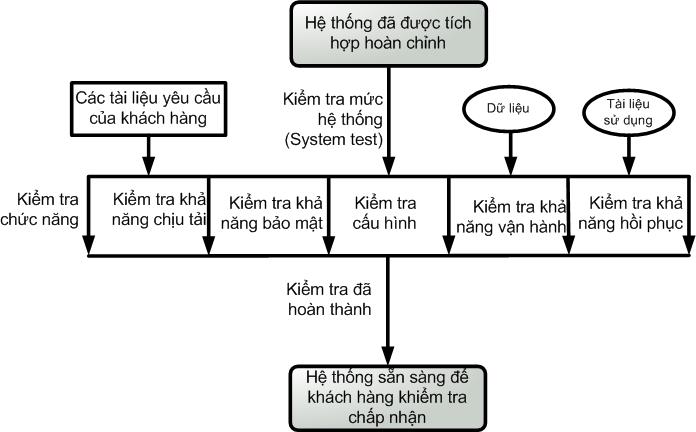 Hệ thống đã được tích
hợp hoàn chỉnh
Các tài liệu yêu cầu
của khách hàng
Kiểm tra mức
hệ thống
(System test)
Dữ liệu
Tài liệu
sử dụng
Kiểm tra
chức năng
Kiểm tra khả
năng chịu tải
Kiểm tra khả
năng bảo mật
Kiểm tra
cấu hình
Kiểm tra khả
năng vận hành
Kiểm tra khả
năng hồi phục
Kiểm tra đã
hoàn thành
Hệ thống sẵn sàng để
khách hàng khiểm tra
chấp nhận